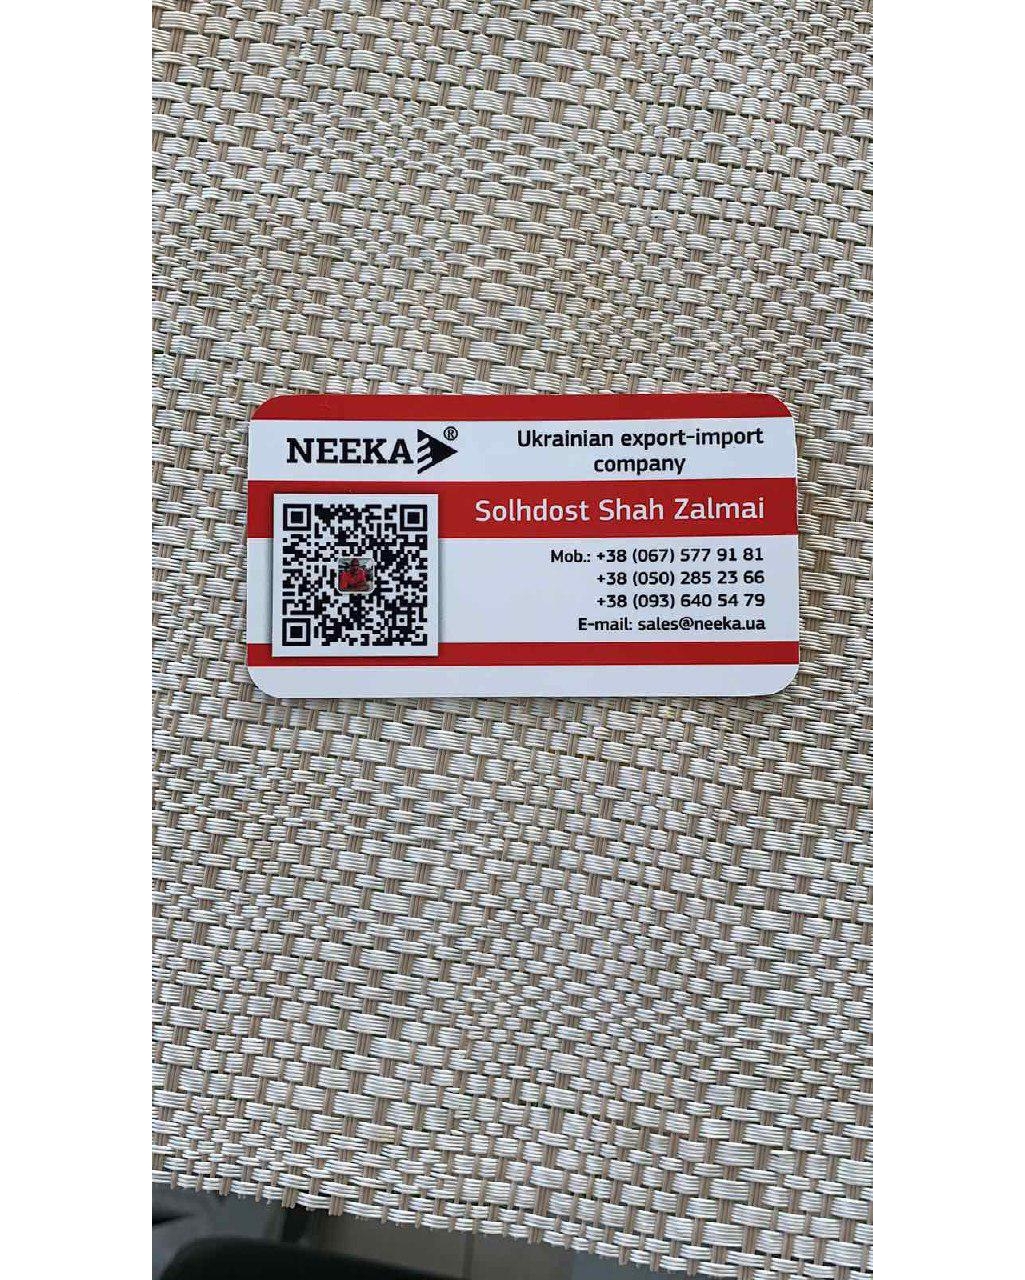 NEEKA®
Ukrainian export-import
company
Solhdost Shah Zalmai
Mob.: +38 (067) 577 91 81
+38 (050) 285 23 66
+38 (093) 640 54 79
E-mail: sales@neeka.ua